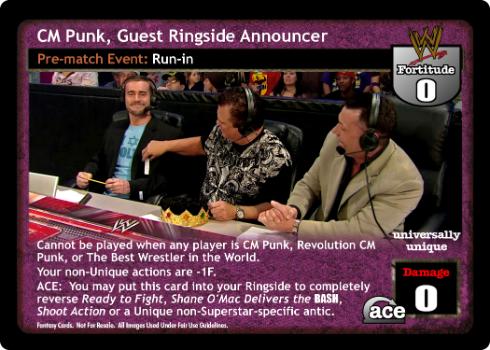 CM Punk, Guest Ringside Announcer
Pre-match Event: Run-in
W
Fortitude
0
Cannot be played when any player is CM Punk, Revolution CM
Punk, or The Best Wrestler in the World.
universally
unique
Your non-Unique actions are -1F.
ACE: You may put this card into your Ringside to completely
reverse Ready to Fight, Shane O'Mac Delivers the BASH,
Shoot Action or a Unique non-Superstar-specific antic.
Damage
0
ace
Fantasy Cards. Not For Resale. All Images Used Under Fair Use Guidelines.